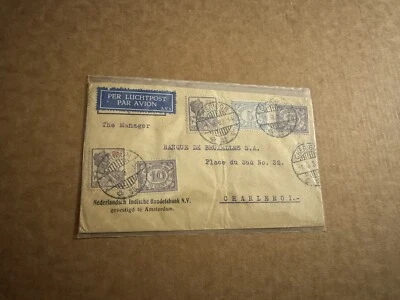 PER LUCHTPOST
PAR AVION
5
The Manager
BANQUE DE BRUXELLES S.A.
Place du Sud No. 22,
10
CHARLEROI.-
Nederlandsch Indische Handelsbank N.V.
gevestigd te Amsterdam.